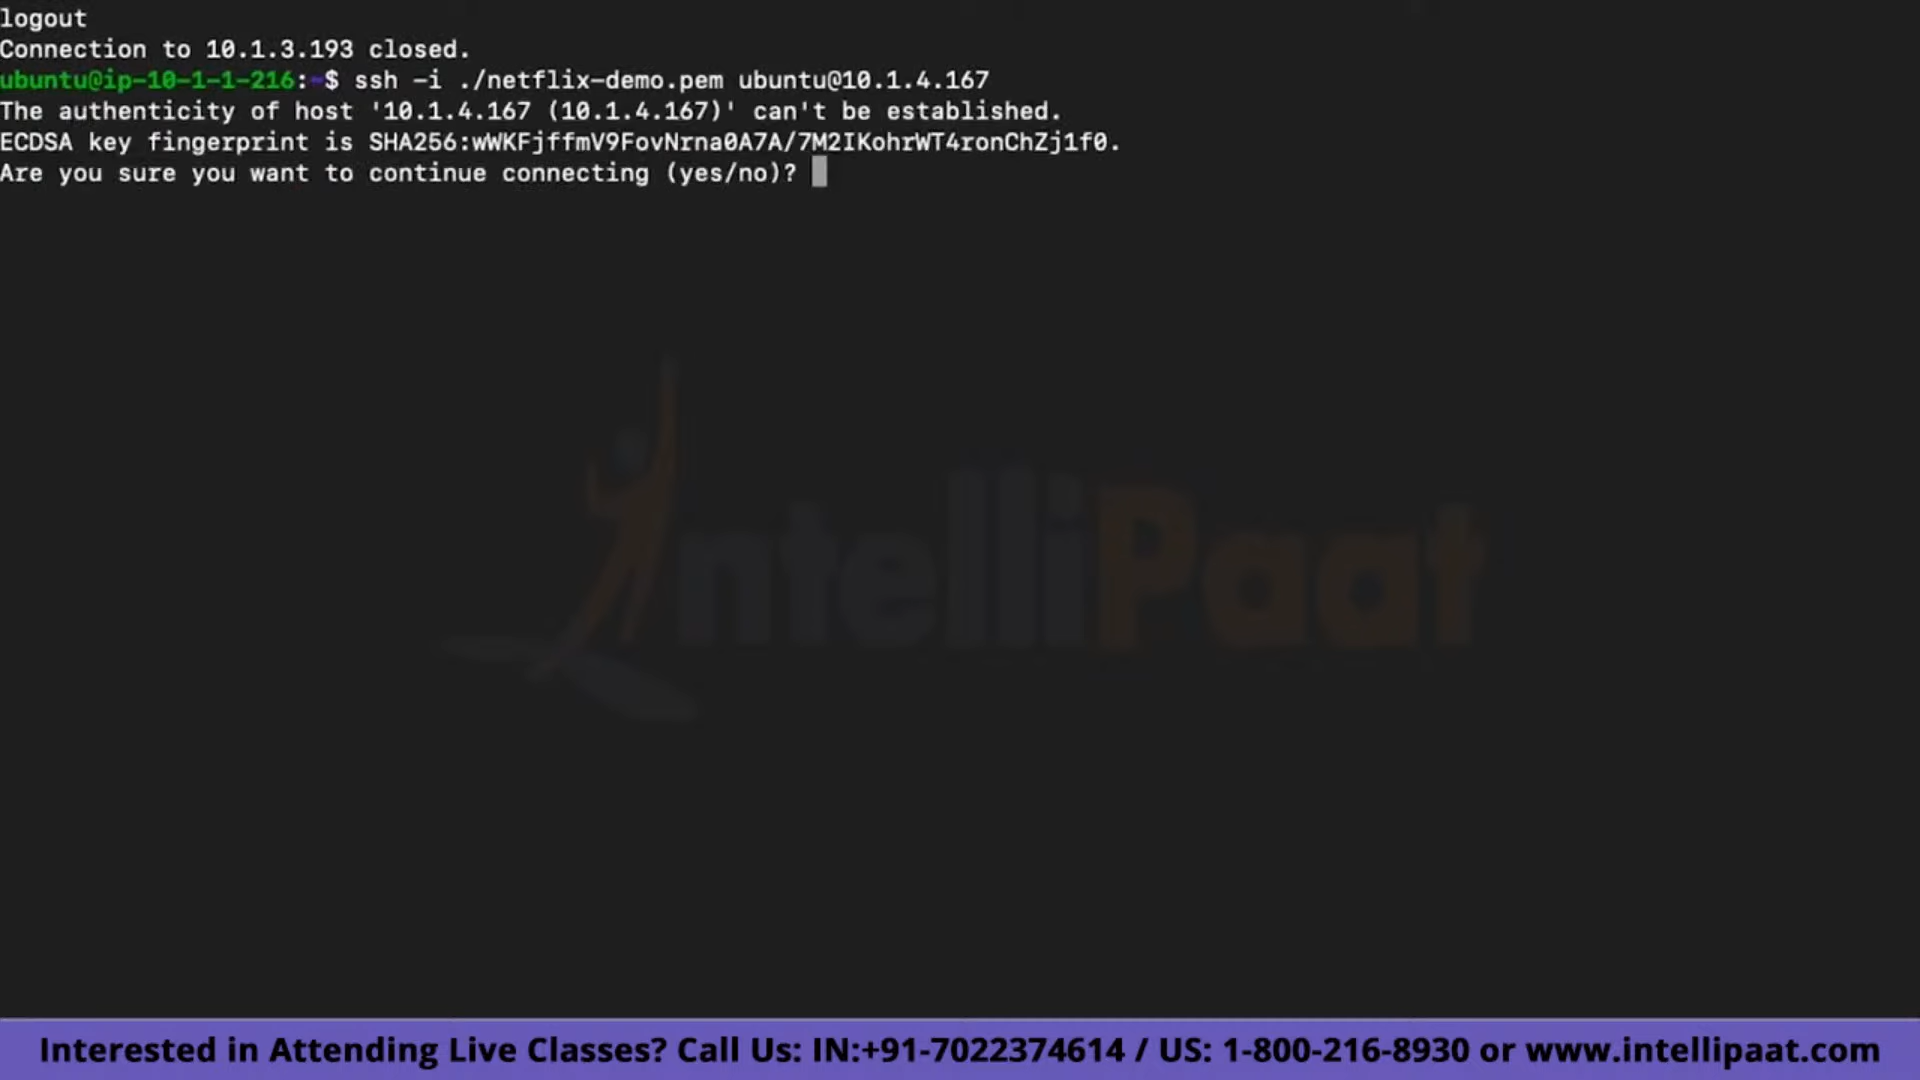 logout
Connection to 10.1.3.193 closed.
ubuntu@ip-10-1-1-216:~$ ssh -i ./netflix-demo.pem ubuntu@10.1.4.167
The authenticity of host '10.1.4.167 (10.1.4.167)' can't be established.
ECDSA key fingerprint is SHA256:wWKFjffmV9FovNrna0A7A/7M2IKohrWT4ronChZj1f0.
Are you sure you want to continue connecting (yes/no)?
IntelliPaat
Interested in Attending Live Classes? Call Us: IN:+91-7022374614 / US: 1-800-216-8930 or www.intellipaat.com